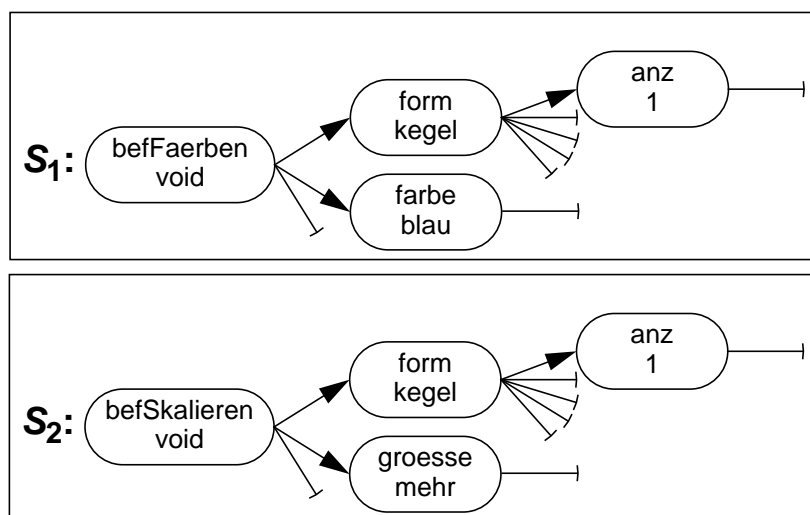 S1:
befFaerben
void
form
kegel
anz
1
farbe
blau
S2:
befSkalieren
void
form
kegel
anz
1
groesse
mehr